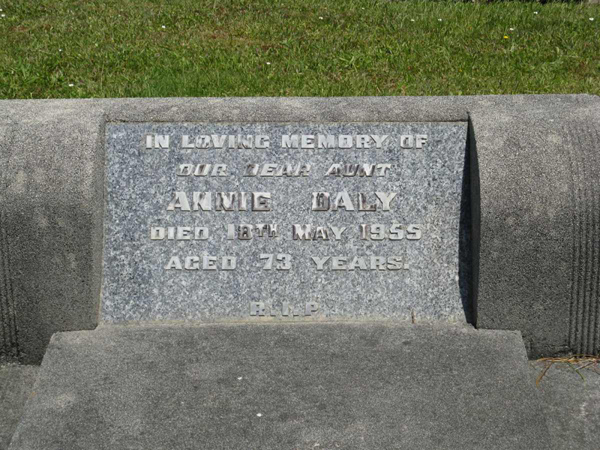 IN LOVING MEMORY OF
OUR DEAR AUNT
ANNIE DALY
DIED 18TH MAY 1955
AGED 73 YEARS.
R.I.P.